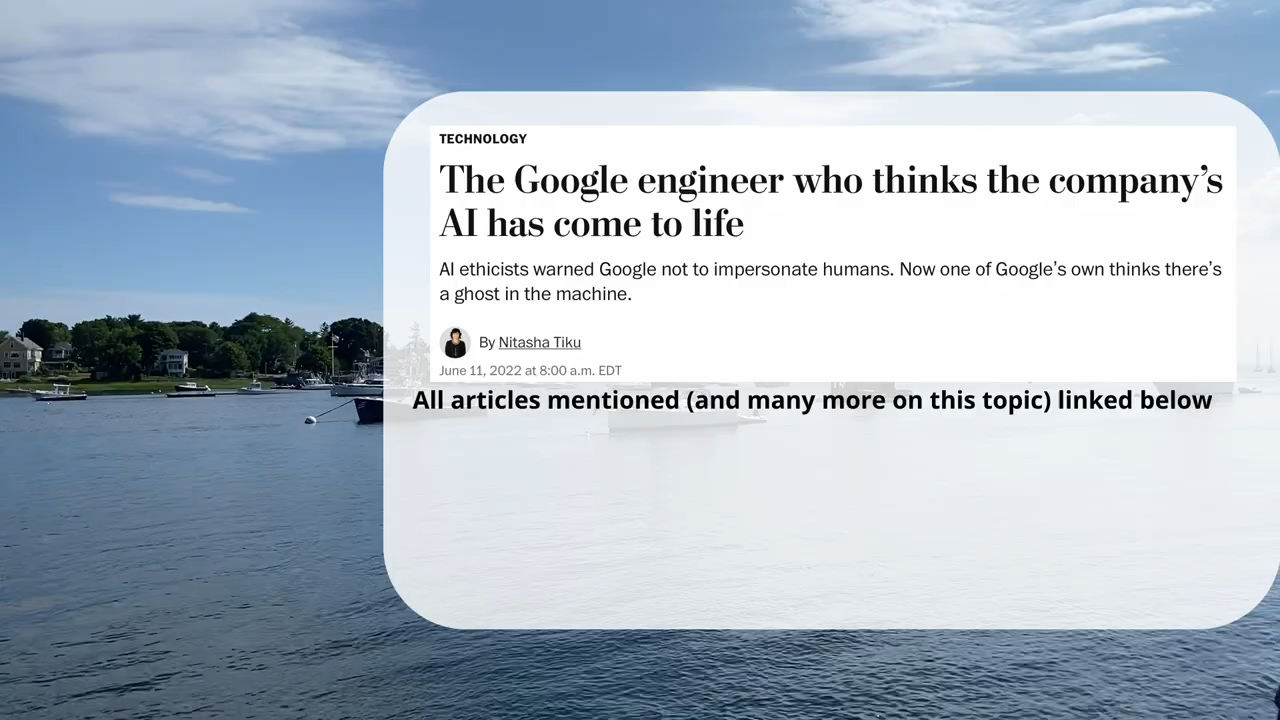 TECHNOLOGY
The Google engineer who thinks the company’s
AI has come to life
AI ethicists warned Google not to impersonate humans. Now one of Google’s own thinks there’s
a ghost in the machine.
By Nitasha Tiku
June 11, 2022 at 8:00 a.m. EDT
All articles mentioned (and many more on this topic) linked below